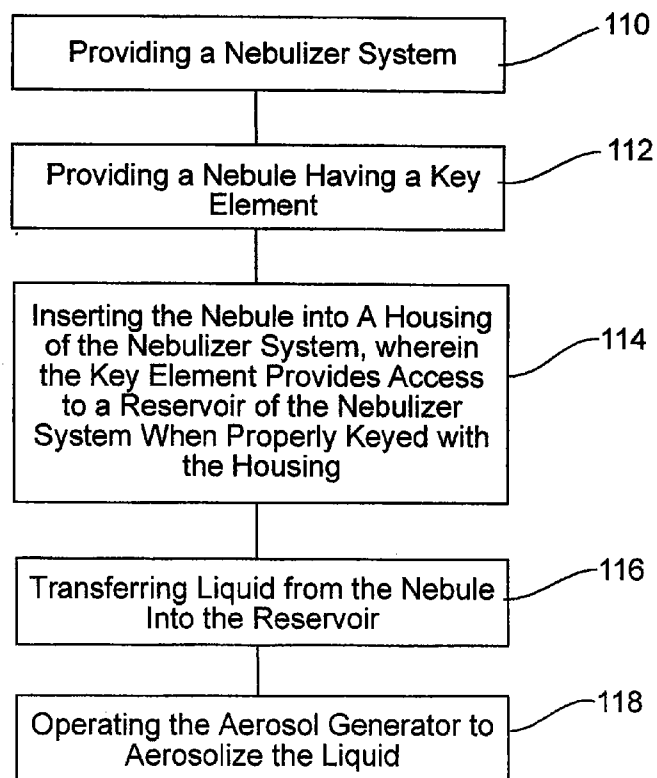 110
Providing a Nebulizer System
112
Providing a Nebule Having a Key
Element
114
Inserting the Nebule into A Housing
of the Nebulizer System, wherein
the Key Element Provides Access
to a Reservoir of the Nebulizer
System When Properly Keyed with
the Housing
116
Transferring Liquid from the Nebule
Into the Reservoir
118
Operating the Aerosol Generator to
Aerosolize the Liquid